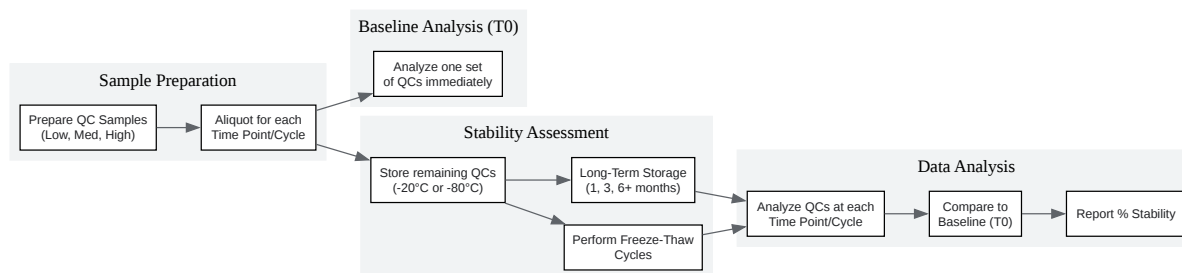 Baseline Analysis (T0)
Analyze one set
of QCs immediately
Sample Preparation
Prepare QC Samples
(Low, Med, High)
Aliquot for each
Time Point/Cycle
Stability Assessment
Store remaining QCs
(-20°C or -80°C)
Long-Term Storage
(1, 3, 6+ months)
Perform Freeze-Thaw
Cycles
Data Analysis
Analyze QCs at each
Time Point/Cycle
Compare to
Baseline (T0)
Report % Stability